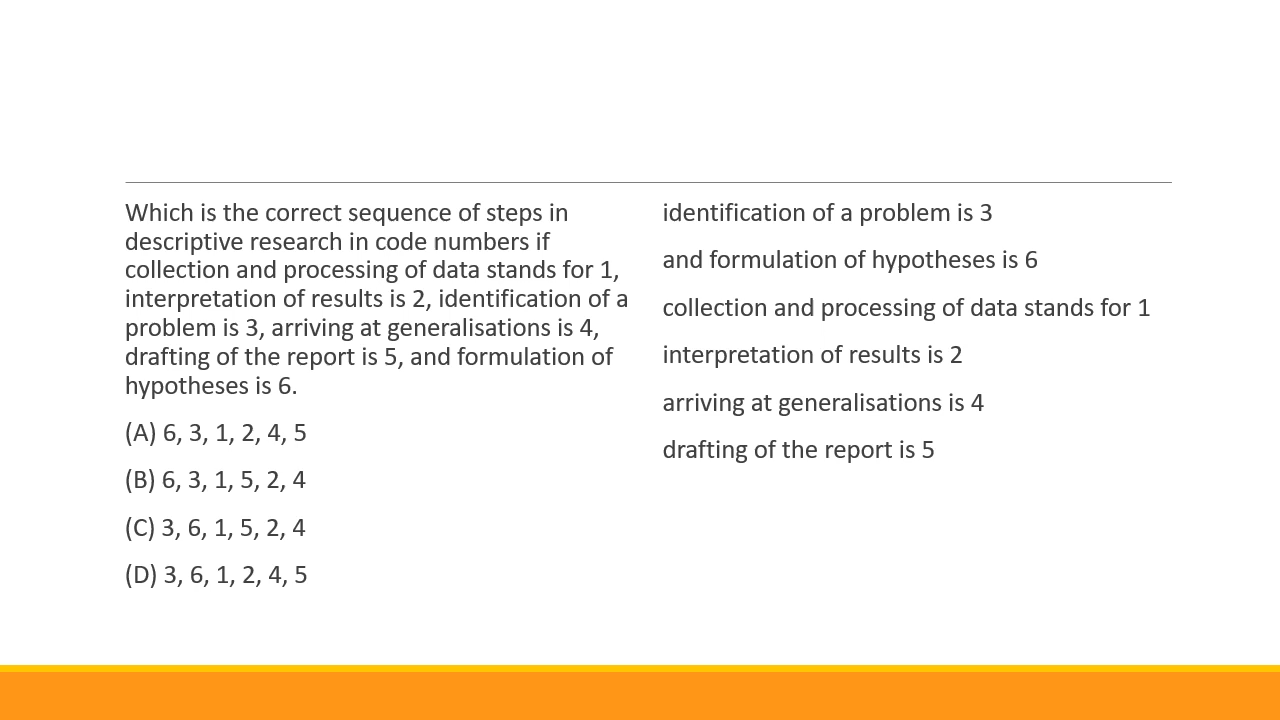 Which is the correct sequence of steps in
descriptive research in code numbers if
collection and processing of data stands for 1,
interpretation of results is 2, identification of a
problem is 3, arriving at generalisations is 4,
drafting of the report is 5, and formulation of
hypotheses is 6.
(A) 6, 3, 1, 2, 4, 5
(B) 6, 3, 1, 5, 2, 4
(C) 3, 6, 1, 5, 2, 4
(D) 3, 6, 1, 2, 4, 5
identification of a problem is 3
and formulation of hypotheses is 6
collection and processing of data stands for 1
interpretation of results is 2
arriving at generalisations is 4
drafting of the report is 5